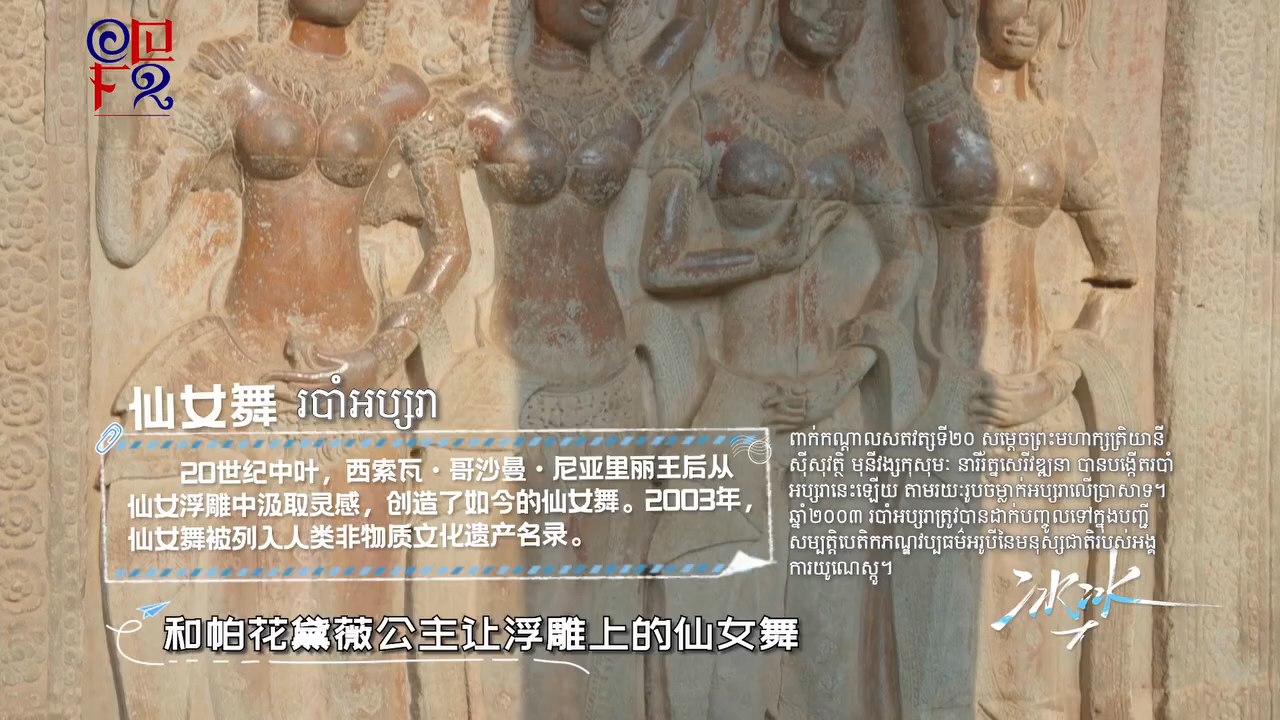 仙女舞 របាំអប្សរា
20世纪中叶，西索瓦·哥沙曼·尼亚里丽王后从
仙女浮雕中汲取灵感，创造了如今的仙女舞。2003年，
仙女舞被列入人类非物质文化遗产名录。
ពាក់កណ្ដាលសតវត្សទី២០ សម្ដេចព្រះមហាក្សត្រិយានី
ស៊ីសុវត្ថិ មុនីវង្សកុសុមៈ នារីរ័ត្នសេរីវឌ្ឍនា បានបង្កើតរបាំ
អប្សរានេះឡើយ តាមរយៈរូបចម្លាក់អប្សរាលើប្រាសាទ។
ឆ្នាំ២០០៣ របាំអប្សរាត្រូវបានដាក់បញ្ចូលទៅក្នុងបញ្ជី
សម្បត្តិបេតិកភណ្ឌវប្បធម៌អរូបីនៃមនុស្សជាតិរបស់អង្គ
ការយូណេស្កូ។
和帕花黛薇公主让浮雕上的仙女舞